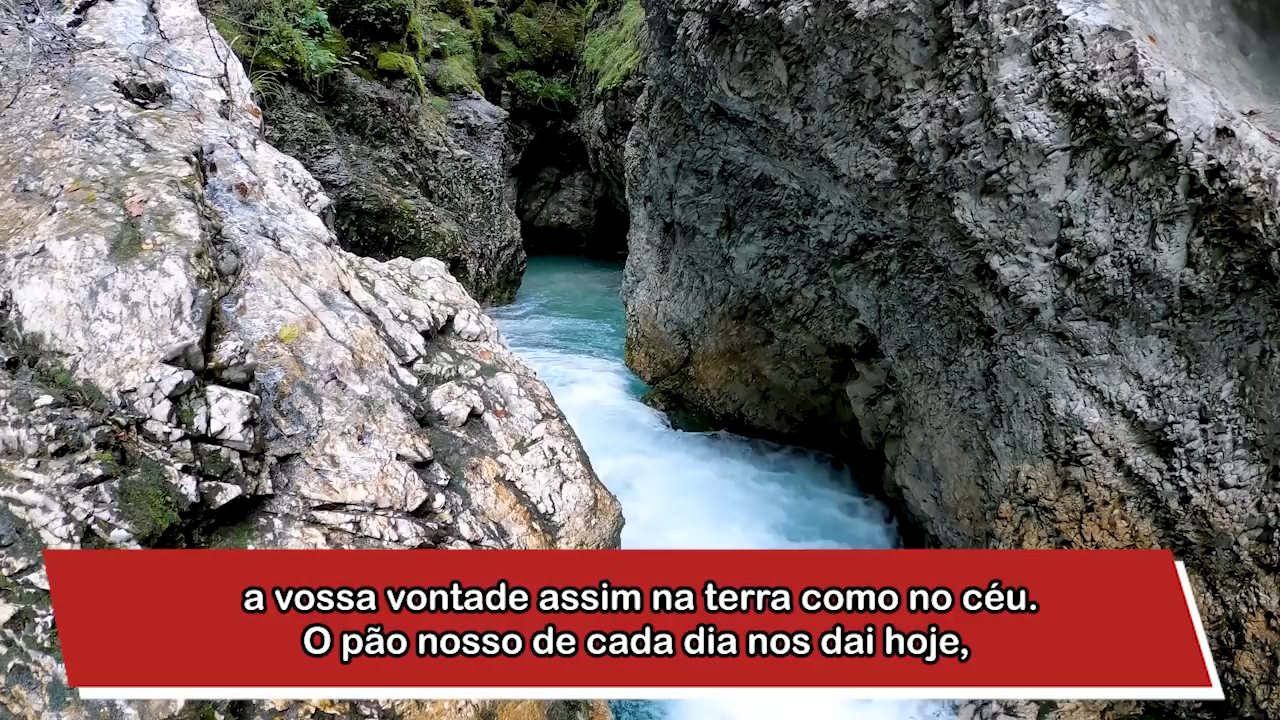 a vossa vontade assim na terra como no céu.
O pão nosso de cada dia nos dai hoje,